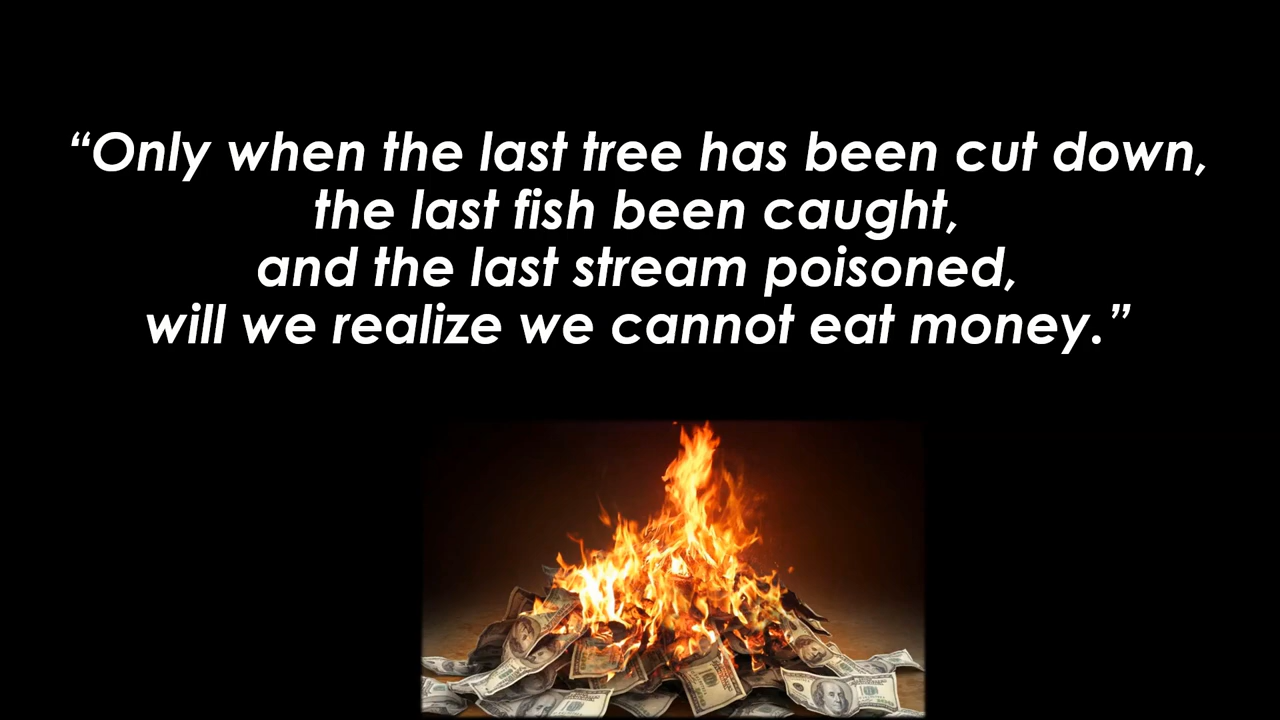 “Only when the last tree has been cut down,
the last fish been caught,
and the last stream poisoned,
will we realize we cannot eat money.”